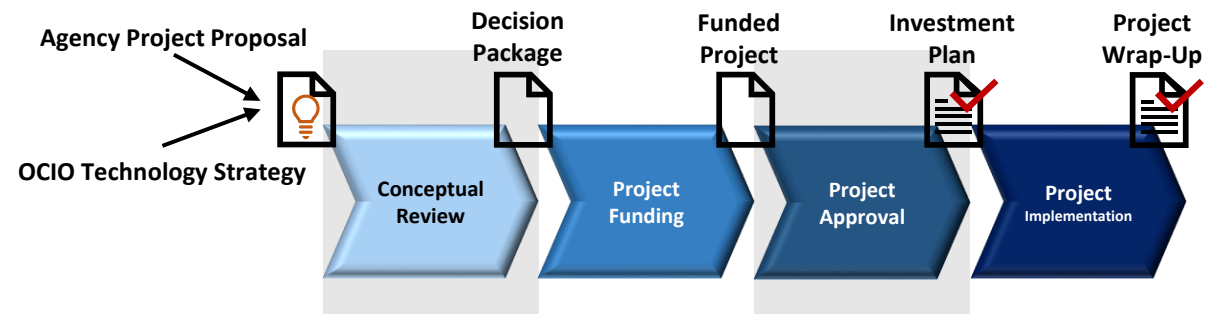 Agency Project Proposal
OCIO Technology Strategy
Decision
Package
Funded
Project
Investment
Plan
Project
Wrap-Up
Conceptual
Review
Project
Funding
Project
Approval
Project
Implementation